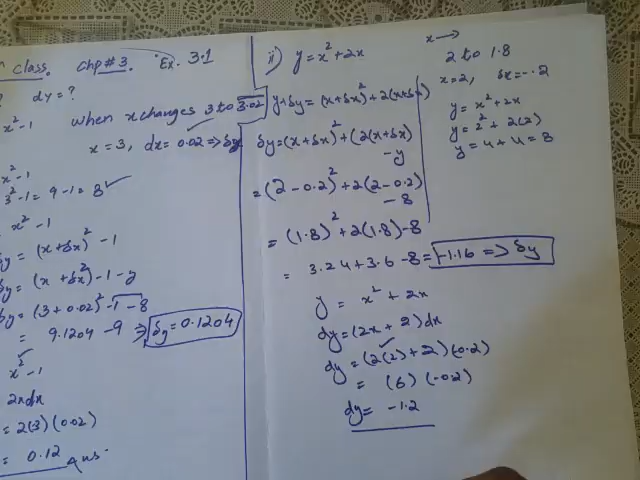 class. Chp#3. Ex. 3.1
? dy=?
x²-1 when x changes 3 to 3.02
x=3, dx=0.02 ⇒ δx
x²-1
3²-1=9-1=8 ✓
x²-1
δy = (x+δx)²-1
δy = (x+δx)²-1-y
δy = (3+0.02)²-1-8
= 9.1204-9 ⇒ δy=0.1204
x²-1
2xdx
= 2(3)(0.02)
= 0.12 Ans.
ii) y=x²+2x
y+δy=(x+δx)²+2(x+δx)
δy=(x+δx)²+(2(x+δx)
-y
=(2-0.2)²+2(2-0.2)
-8
=(1.8)²+2(1.8)-8
= 3.24+3.6-8=-1.16 ⇒ δy
y = x²+2x
dy=(2x+2)dx
dy=(2(2)+2)(0.2)
= (6)(-0.2)
dy= -1.2
x→
2 to 1.8
x=2, δx=-.2
y=x²+2x
y=2²+2(2)
y=4+4=8